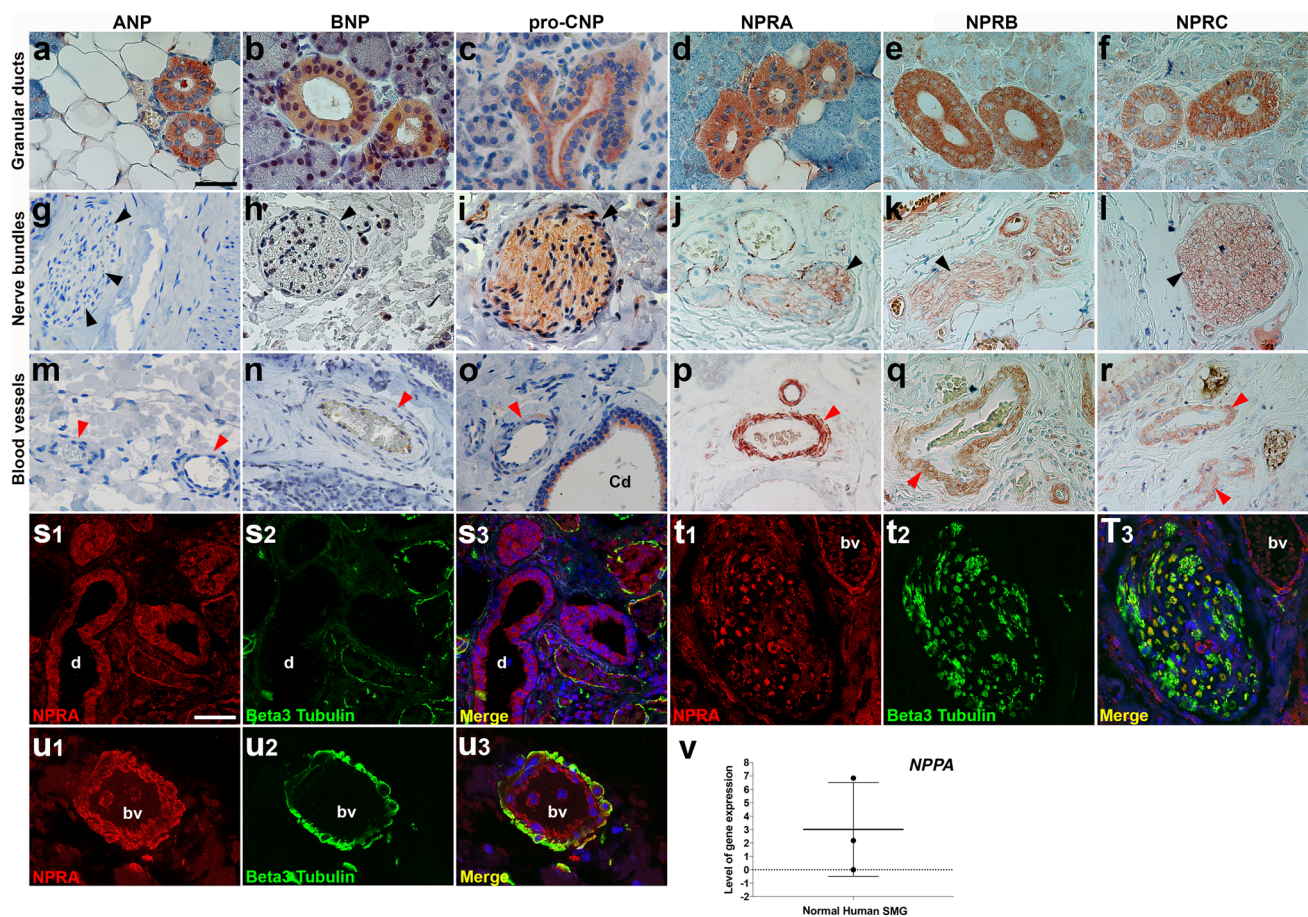 ANP BNP pro-CNP NPRA NPRB NPRC
Granular ducts
a b c d e f
Nerve bundles
g h i j k l
Blood vessels
m n o p q r
Cd
s1 s2 s3 t1 t2 T3
bv bv
d d
NPRA Beta3 Tubulin Merge NPRA Beta3 Tubulin Merge
u1 u2 u3
bv bv bv
NPRA Beta3 Tubulin Merge
v
NPPA
Level of gene expression
8
7
6
5
4
3
2
1
0
-1
-2
Normal Human SMG